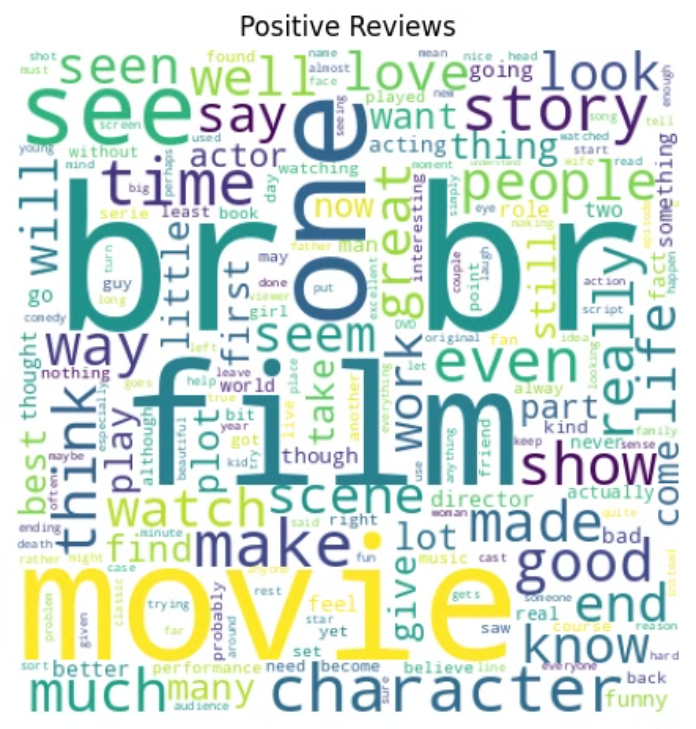 Positive Reviews
shot seen found name mean nice head
must well almost love going look enough
see say face played story
screen one seeing want song tell
young without used actor acting thing watched start
mind time perhaps watching moment understand wife read something
will big day great people
serie least book now interesting simply eye role two episode
br turn little father man br making still fact
go guy may done put couple laugh point action happen
long first viewer girl excellent DVD script really
comedy way seem original fan idea
thought nothing left film work let even looking life
think especially goes help leave world place take another everything alway part come
best maybe play although beautiful true plot bit year live use friend kind never family
often got kid try though anything keep show sense
watch scene director actually
ending said right woman made quite
death minute find make lot bad
rather might fun music cast good instead
case anyone
movie classic rest feel give gets someone end
problem given trying probably around star real course reason
far yet saw know
set hard
sort better performance need become believe line everyone back
much many character sure funny
audience